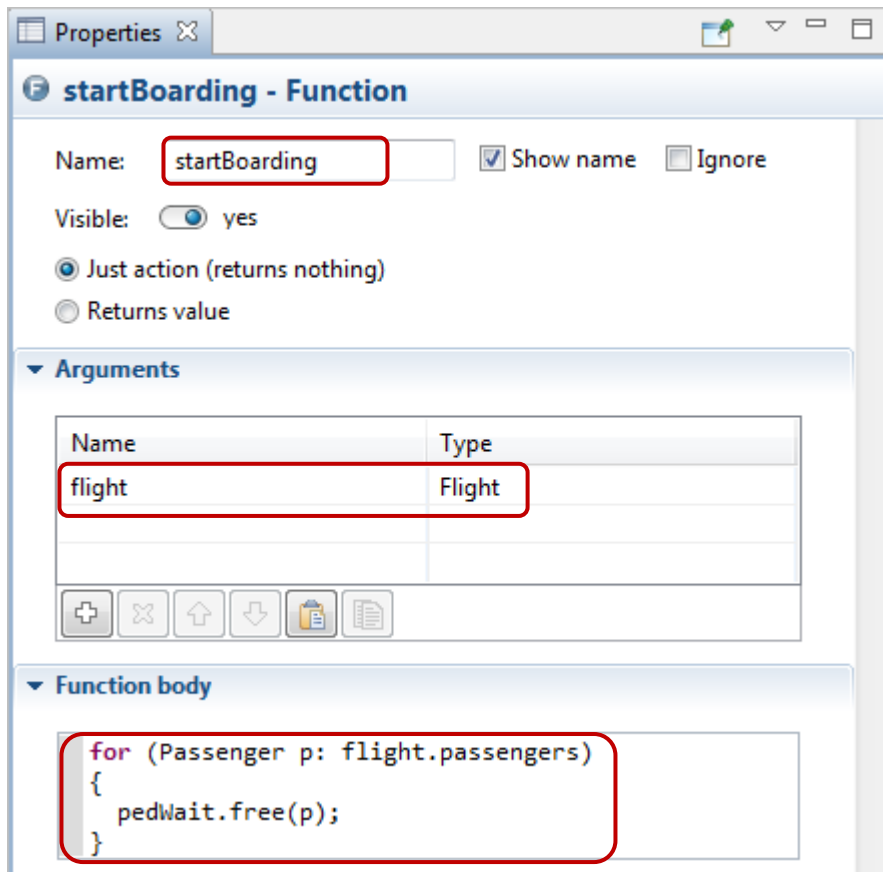 Properties
startBoarding - Function
Name: startBoarding Show name Ignore
Visible: yes
Just action (returns nothing)
Returns value
Arguments
Name Type
flight Flight
Function body
for (Passenger p: flight.passengers)
{
pedWait.free(p);
}